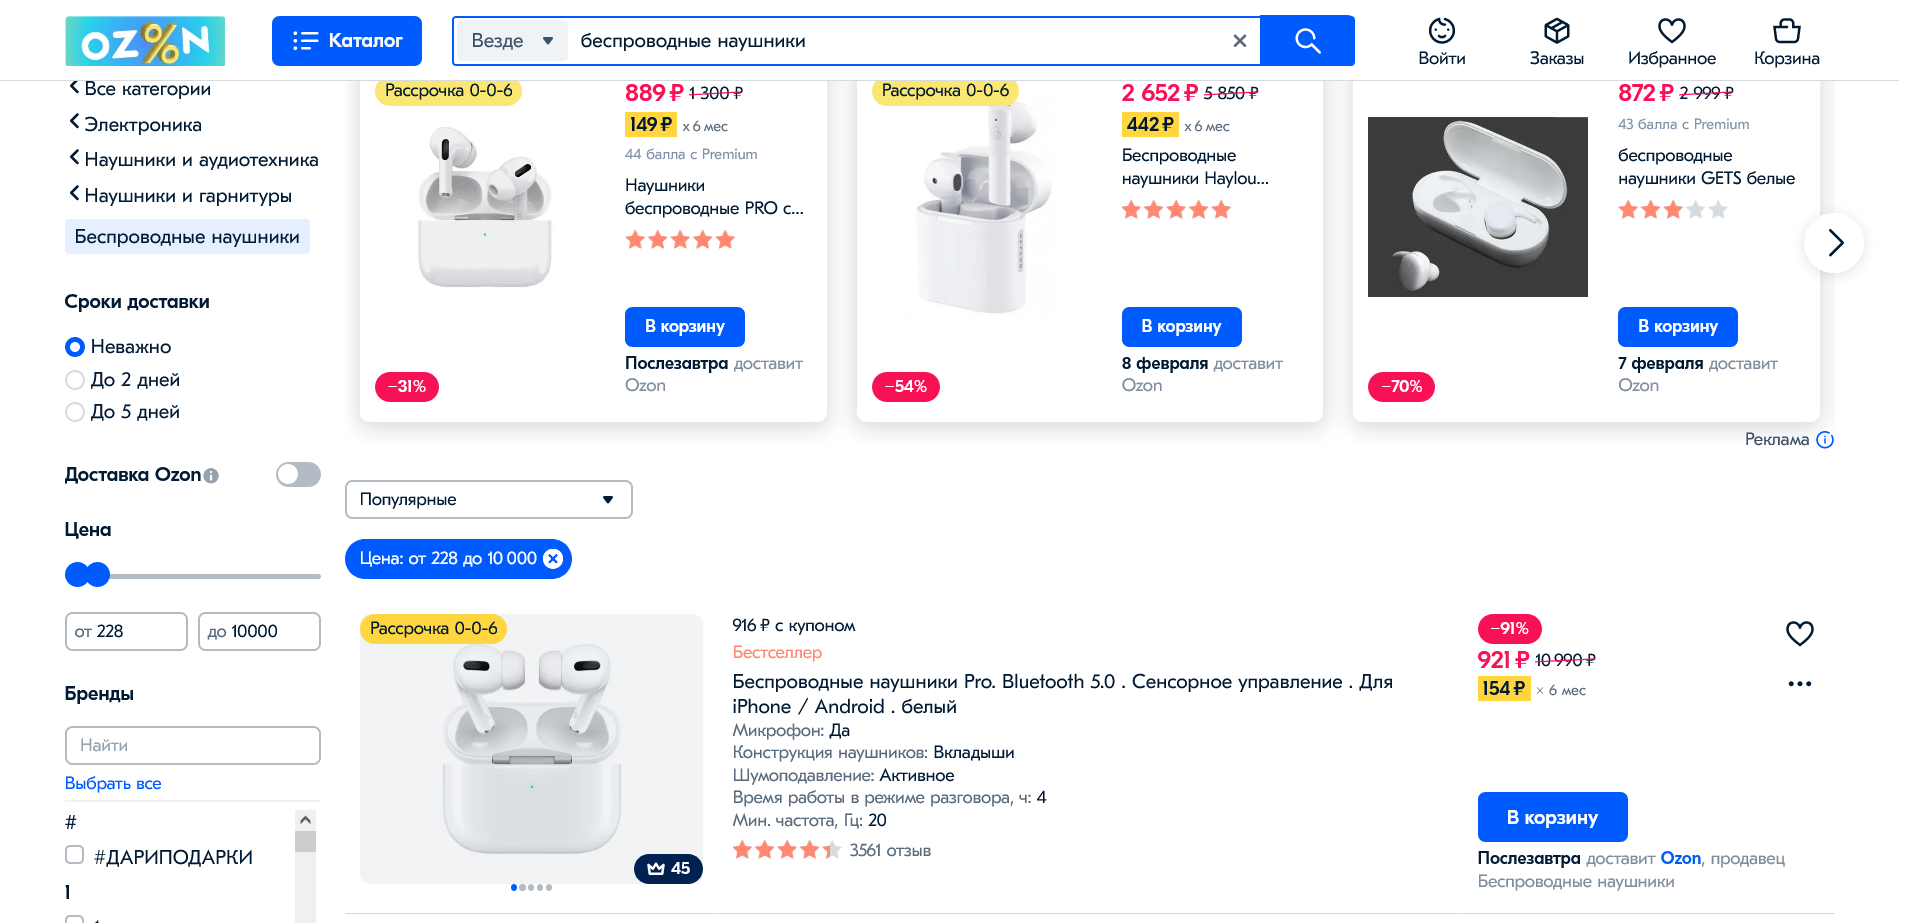 OZ%N
Каталог
Везде
беспроводные наушники
Войти
Заказы
Избранное
Корзина
Все категории
Электроника
Наушники и аудиотехника
Наушники и гарнитуры
Беспроводные наушники
Сроки доставки
Неважно
До 2 дней
До 5 дней
Доставка Ozon
Цена
от 228
до 10000
Бренды
Найти
Выбрать все
#
#ДАРИПОДАРКИ
1
Рассрочка 0-0-6
889 ₽ 1 300 ₽
149 ₽ x 6 мес
44 балла с Premium
Наушники
беспроводные PRO с...
В корзину
Послезавтра доставит
Ozon
−31%
Рассрочка 0-0-6
2 652 ₽ 5 850 ₽
442 ₽ x 6 мес
Беспроводные
наушники Haylou...
В корзину
8 февраля доставит
Ozon
−54%
872 ₽ 2 999 ₽
43 балла с Premium
беспроводные
наушники GETS белые
В корзину
7 февраля доставит
Ozon
−70%
Реклама
Популярные
Цена: от 228 до 10 000
Рассрочка 0-0-6
45
916 ₽ с купоном
Бестселлер
Беспроводные наушники Pro. Bluetooth 5.0 . Сенсорное управление . Для
iPhone / Android . белый
Микрофон: Да
Конструкция наушников: Вкладыши
Шумоподавление: Активное
Время работы в режиме разговора, ч: 4
Мин. частота, Гц: 20
3561 отзыв
−91%
921 ₽ 10 990 ₽
154 ₽ × 6 мес
В корзину
Послезавтра доставит Ozon, продавец
Беспроводные наушники